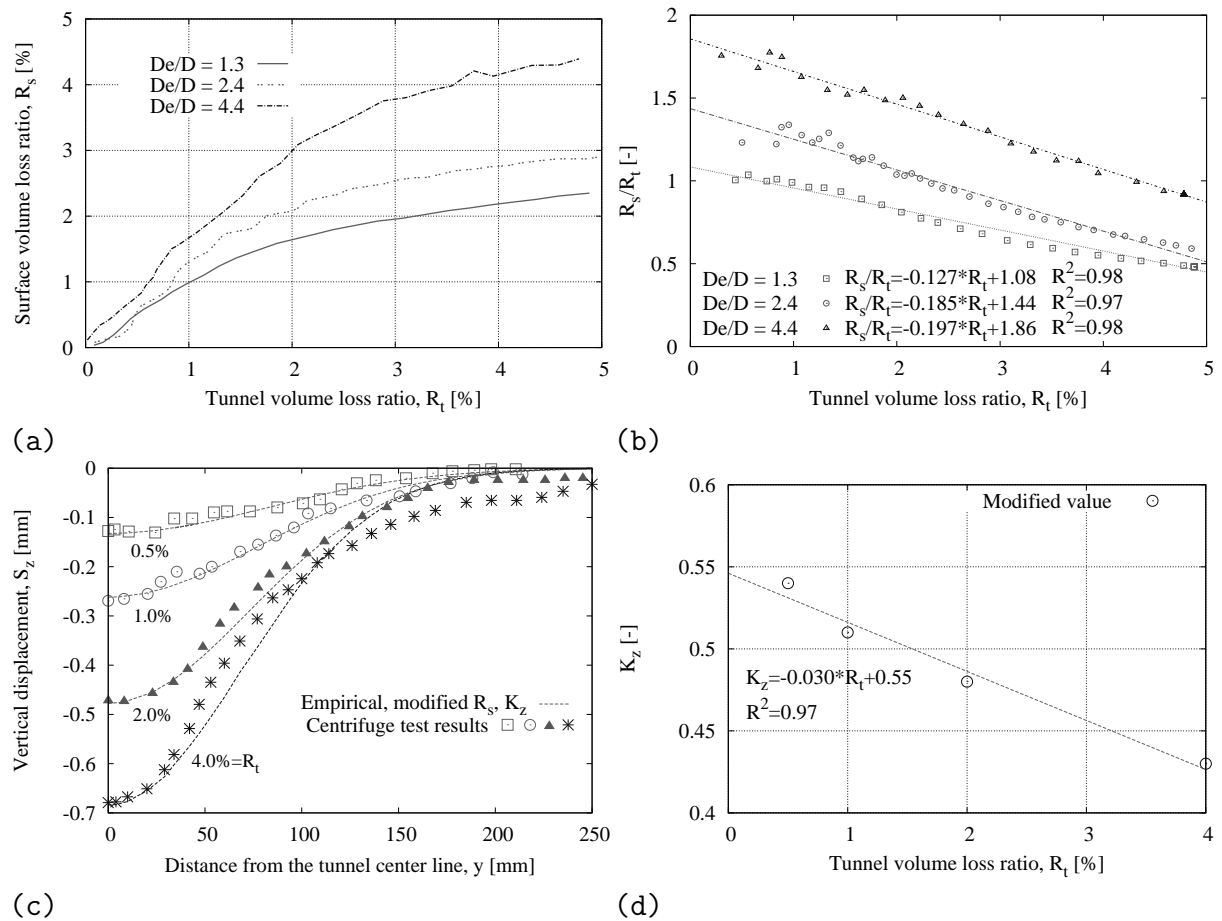 5
4
3
2
1
0
0 1 2 3 4 5
Surface volume loss ratio, R_s [%]
Tunnel volume loss ratio, R_t [%]
De/D = 1.3
De/D = 2.4
De/D = 4.4
(a)
2
1.5
1
0.5
0
0 1 2 3 4 5
R_s/R_t [-]
Tunnel volume loss ratio, R_t [%]
De/D = 1.3 R_s/R_t=-0.127*R_t+1.08 R^2=0.98
De/D = 2.4 R_s/R_t=-0.185*R_t+1.44 R^2=0.97
De/D = 4.4 R_s/R_t=-0.197*R_t+1.86 R^2=0.98
(b)
0
-0.1
-0.2
-0.3
-0.4
-0.5
-0.6
-0.7
0 50 100 150 200 250
Vertical displacement, S_z [mm]
Distance from the tunnel center line, y [mm]
0.5%
1.0%
2.0%
4.0%=R_t
Empirical, modified R_s, K_z
Centrifuge test results
(c)
0.6
0.55
0.5
0.45
0.4
0 1 2 3 4
K_z [-]
Tunnel volume loss ratio, R_t [%]
Modified value
K_z=-0.030*R_t+0.55
R^2=0.97
(d)